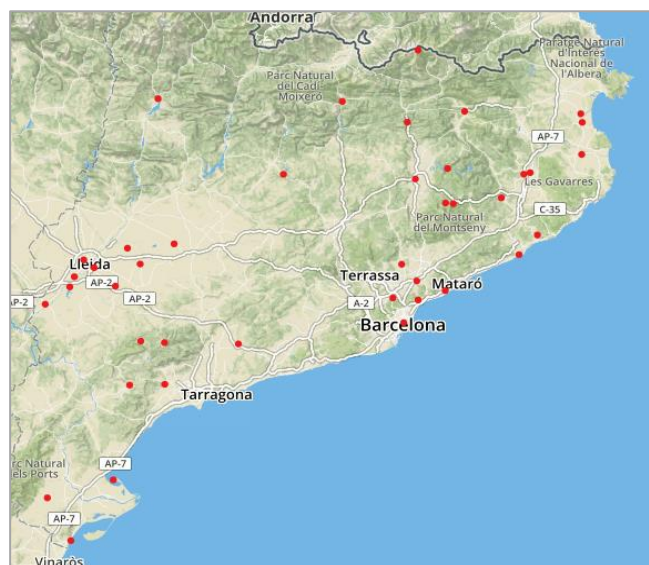 Andorra
Paratge Natural
d'Interès
Nacional de
l'Albera
Parc Natural
del Cadí-
Moixeró
AP-7
Les Gavarres
C-35
Parc Natural
del Montseny
Lleida
AP-2
AP-2
AP-2
Terrassa
Mataró
A-2
Barcelona
Tarragona
AP-7
rc Natural
els Ports
AP-7
Vinaròs